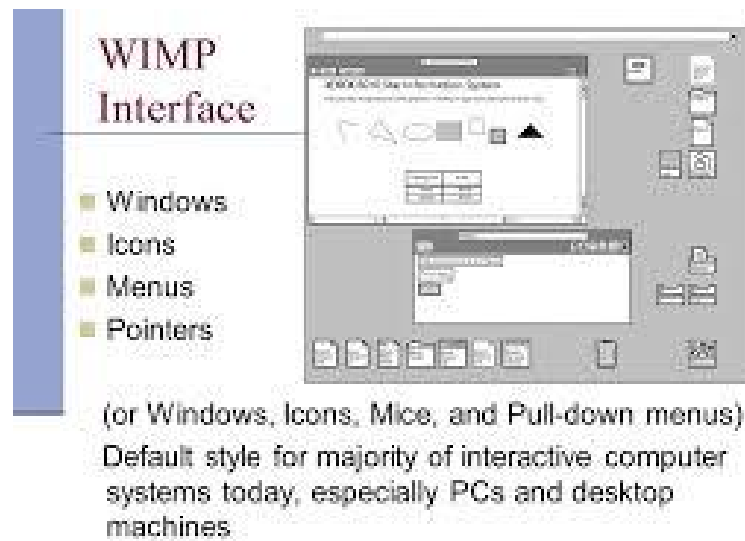 WIMP
Interface
Windows
Icons
Menus
Pointers
(or Windows, Icons, Mice, and Pull-down menus)
Default style for majority of interactive computer
systems today, especially PCs and desktop
machines